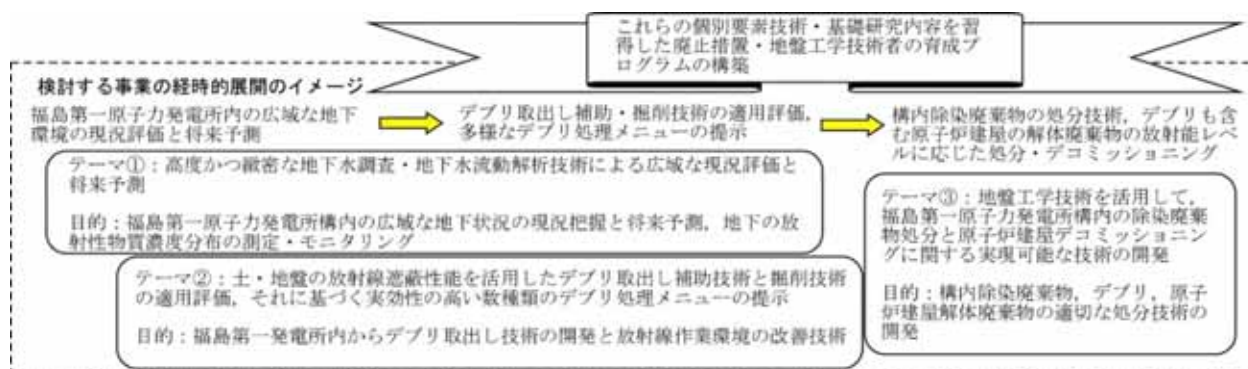 これらの個別要素技術・基礎研究内容を習
得した廃止措置・地盤工学技術者の育成プ
ログラムの構築
検討する事業の経時的展開のイメージ
福島第一原子力発電所内の広域な地下
環境の現況評価と将来予測
デブリ取出し補助・掘削技術の適用評価,
多様なデブリ処理メニューの提示
構内除染廃棄物の処分技術,デブリも含
む原子炉建屋の解体廃棄物の放射能レベ
ルに応じた処分・デコミッショニング
テーマ①:高度かつ緻密な地下水調査・地下水流動解析技術による広域な現況評価と
将来予測
目的:福島第一原子力発電所構内の広域な地下状況の現況把握と将来予測,地下の放
射性物質濃度分布の測定・モニタリング
テーマ②:土・地盤の放射線遮蔽性能を活用したデブリ取出し補助技術と掘削技術
の適用評価,それに基づく実効性の高い数種類のデブリ処理メニューの提示
目的:福島第一発電所内からデブリ取出し技術の開発と放射線作業環境の改善技術
テーマ③:地盤工学技術を活用して,
福島第一原子力発電所構内の除染廃棄
物処分と原子炉建屋デコミッショニン
グに関する実現可能な技術の開発
目的:構内除染廃棄物,デブリ,原子
炉建屋解体廃棄物の適切な処分技術の
開発